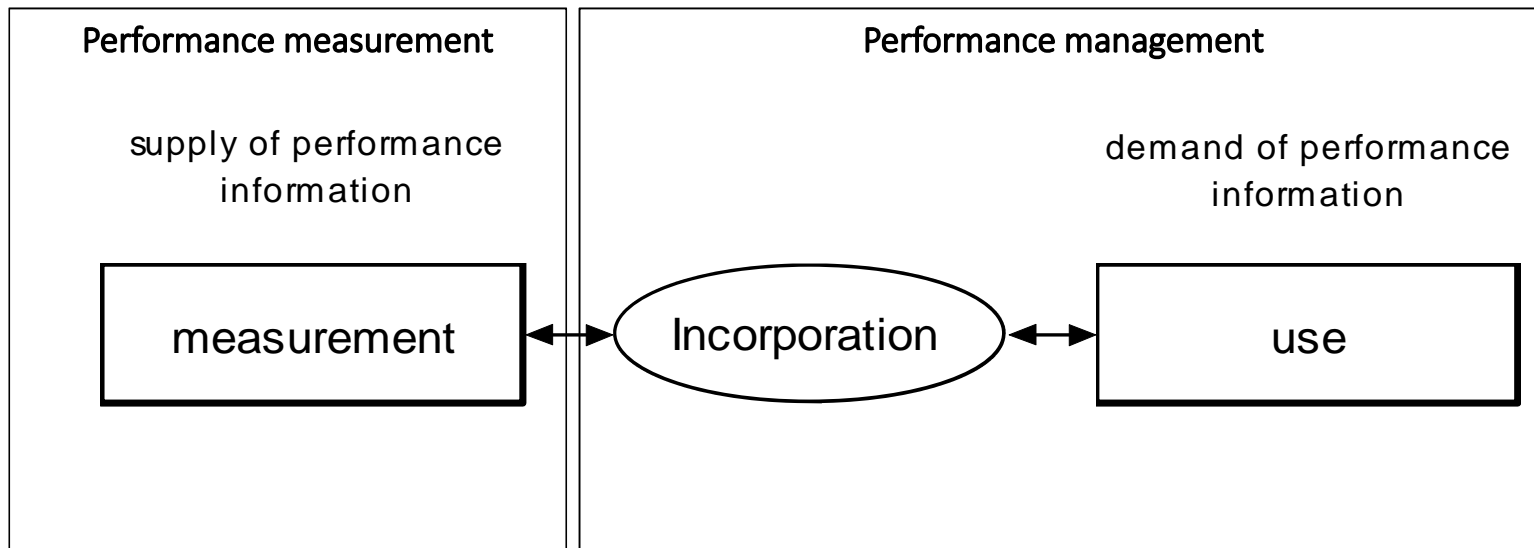 Performance measurement
Performance management
supply of performance
information
demand of performance
information
measurement
Incorporation
use